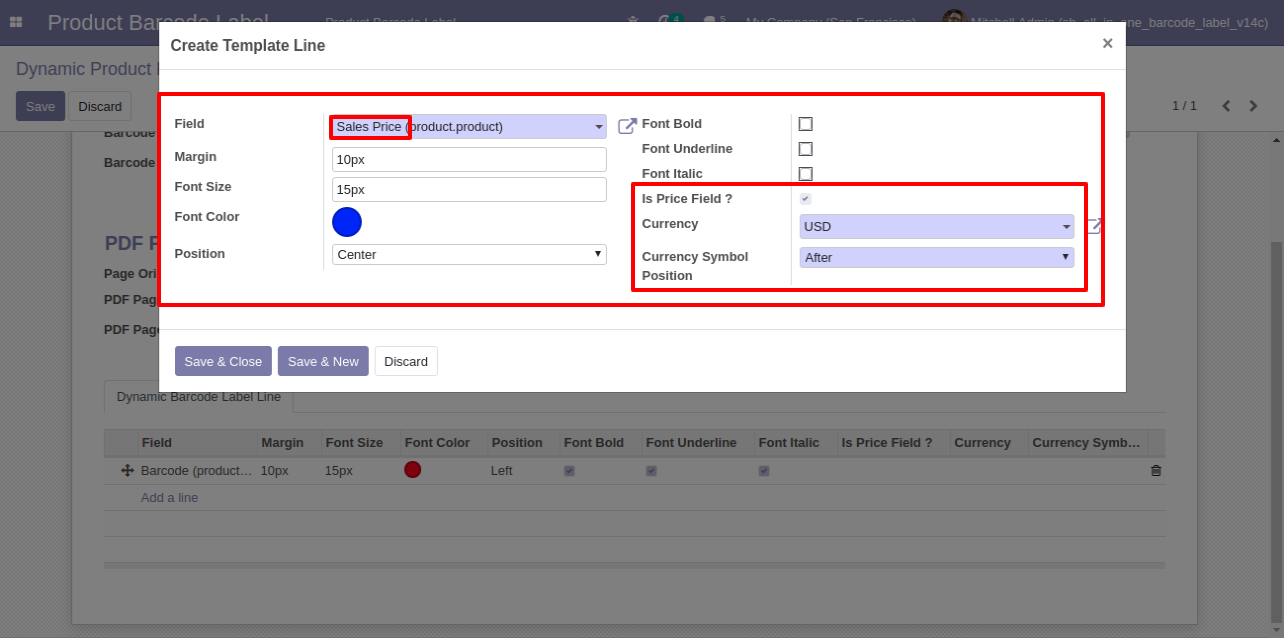 Product Barcode Label
Product Barcode Label
4
5
My Company (San Francisco)
Mitchell Admin (sh_all_in_one_barcode_label_v14c)
Dynamic Product
Save
Discard
1 / 1
Barcode
Barcode
Create Template Line
×
Field
Sales Price (product.product)
Margin
10px
Font Size
15px
Font Color
Position
Center
Font Bold
Font Underline
Font Italic
Is Price Field ?
Currency
USD
Currency Symbol
Position
After
Save & Close
Save & New
Discard
PDF P
Page Ori
PDF Pag
PDF Page
Dynamic Barcode Label Line
Field Margin Font Size Font Color Position Font Bold Font Underline Font Italic Is Price Field ? Currency Currency Symb...
Barcode (product... 10px 15px Left
Add a line